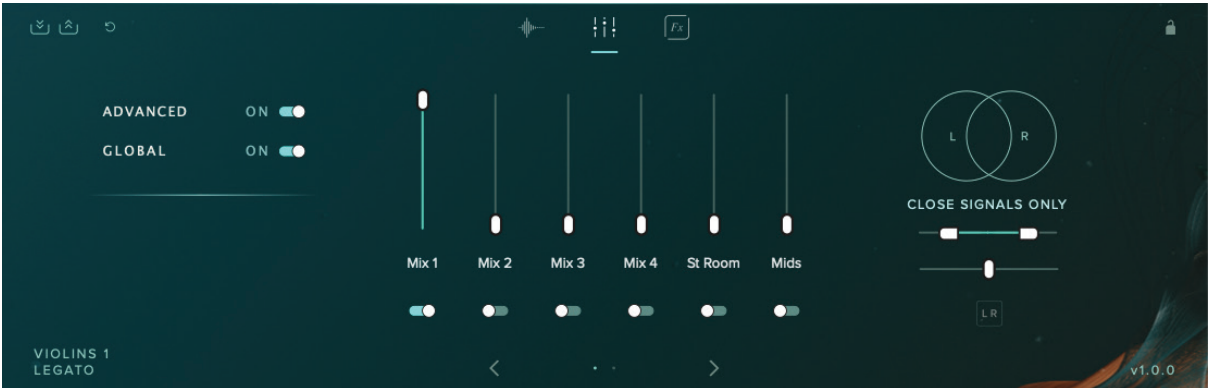 Fx
ADVANCED ON
GLOBAL ON
L R
CLOSE SIGNALS ONLY
Mix 1 Mix 2 Mix 3 Mix 4 St Room Mids
LR
VIOLINS 1
LEGATO
v1.0.0